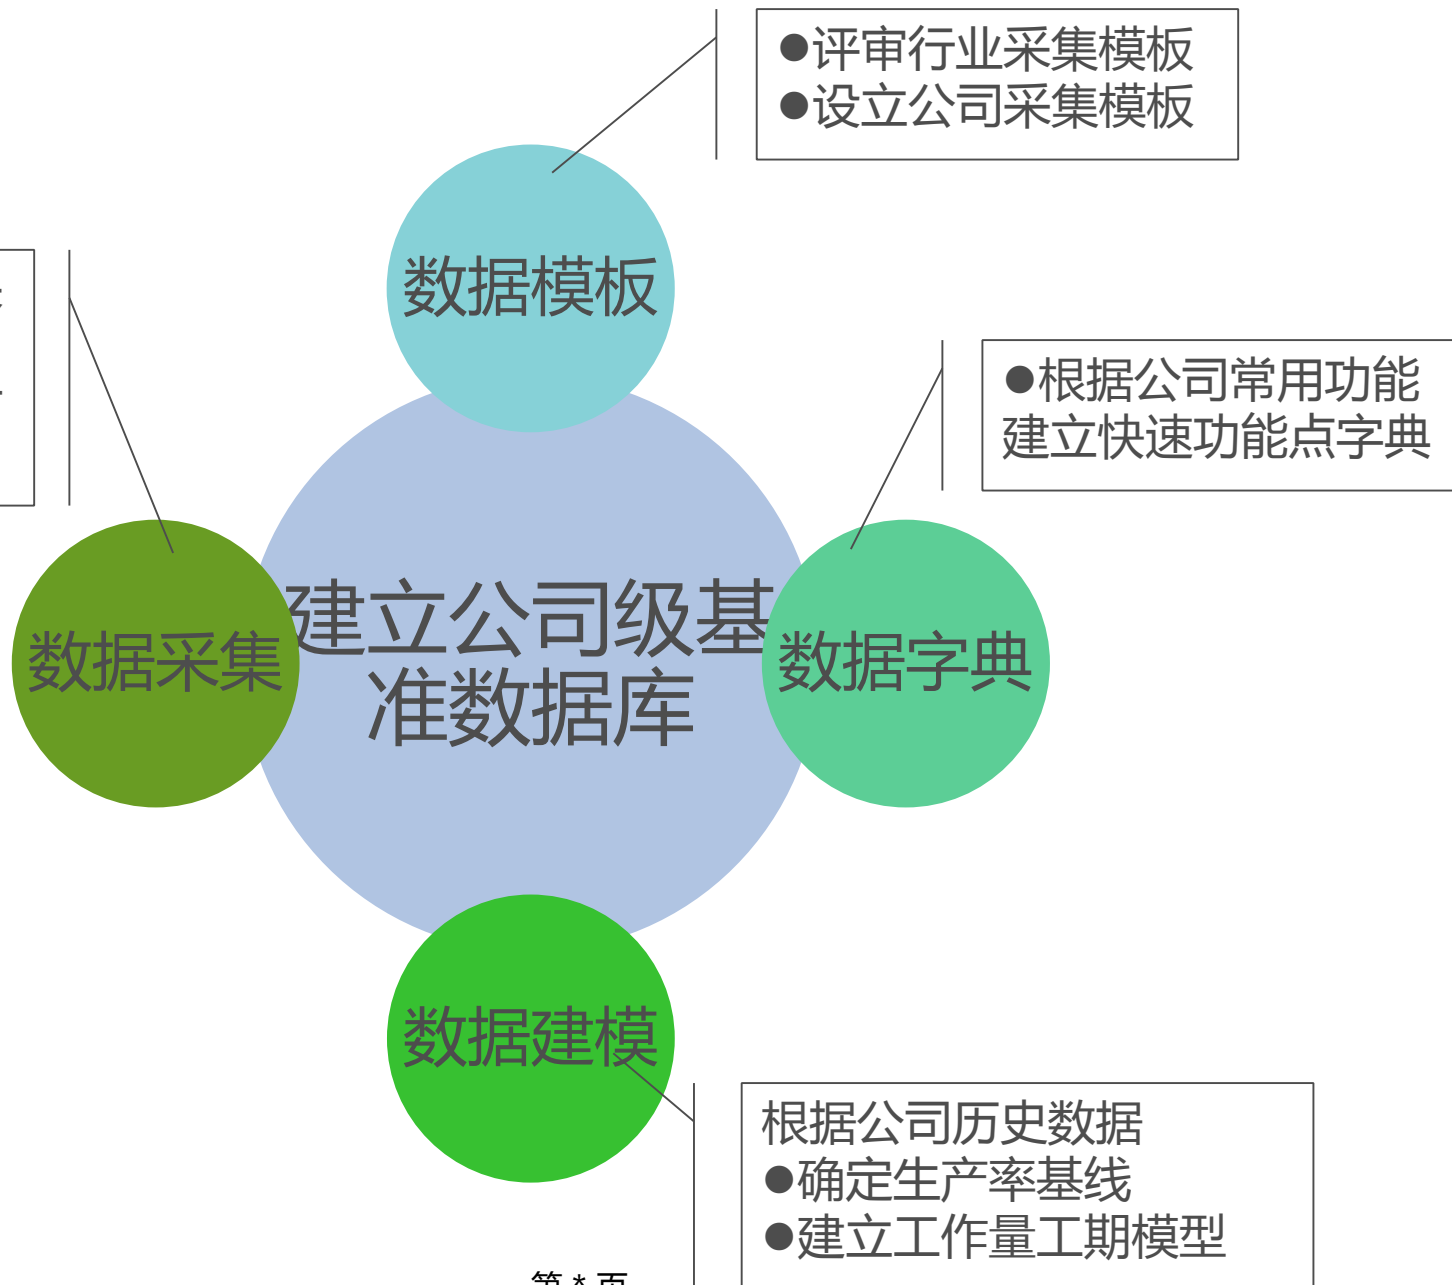 ●评审行业采集模板
●设立公司采集模板
数据模板
●根据公司常用功能
建立快速功能点字典
建立公司级基
准数据库
数据采集
数据字典
数据建模
根据公司历史数据
●确定生产率基线
●建立工作量工期模型
第 * 页